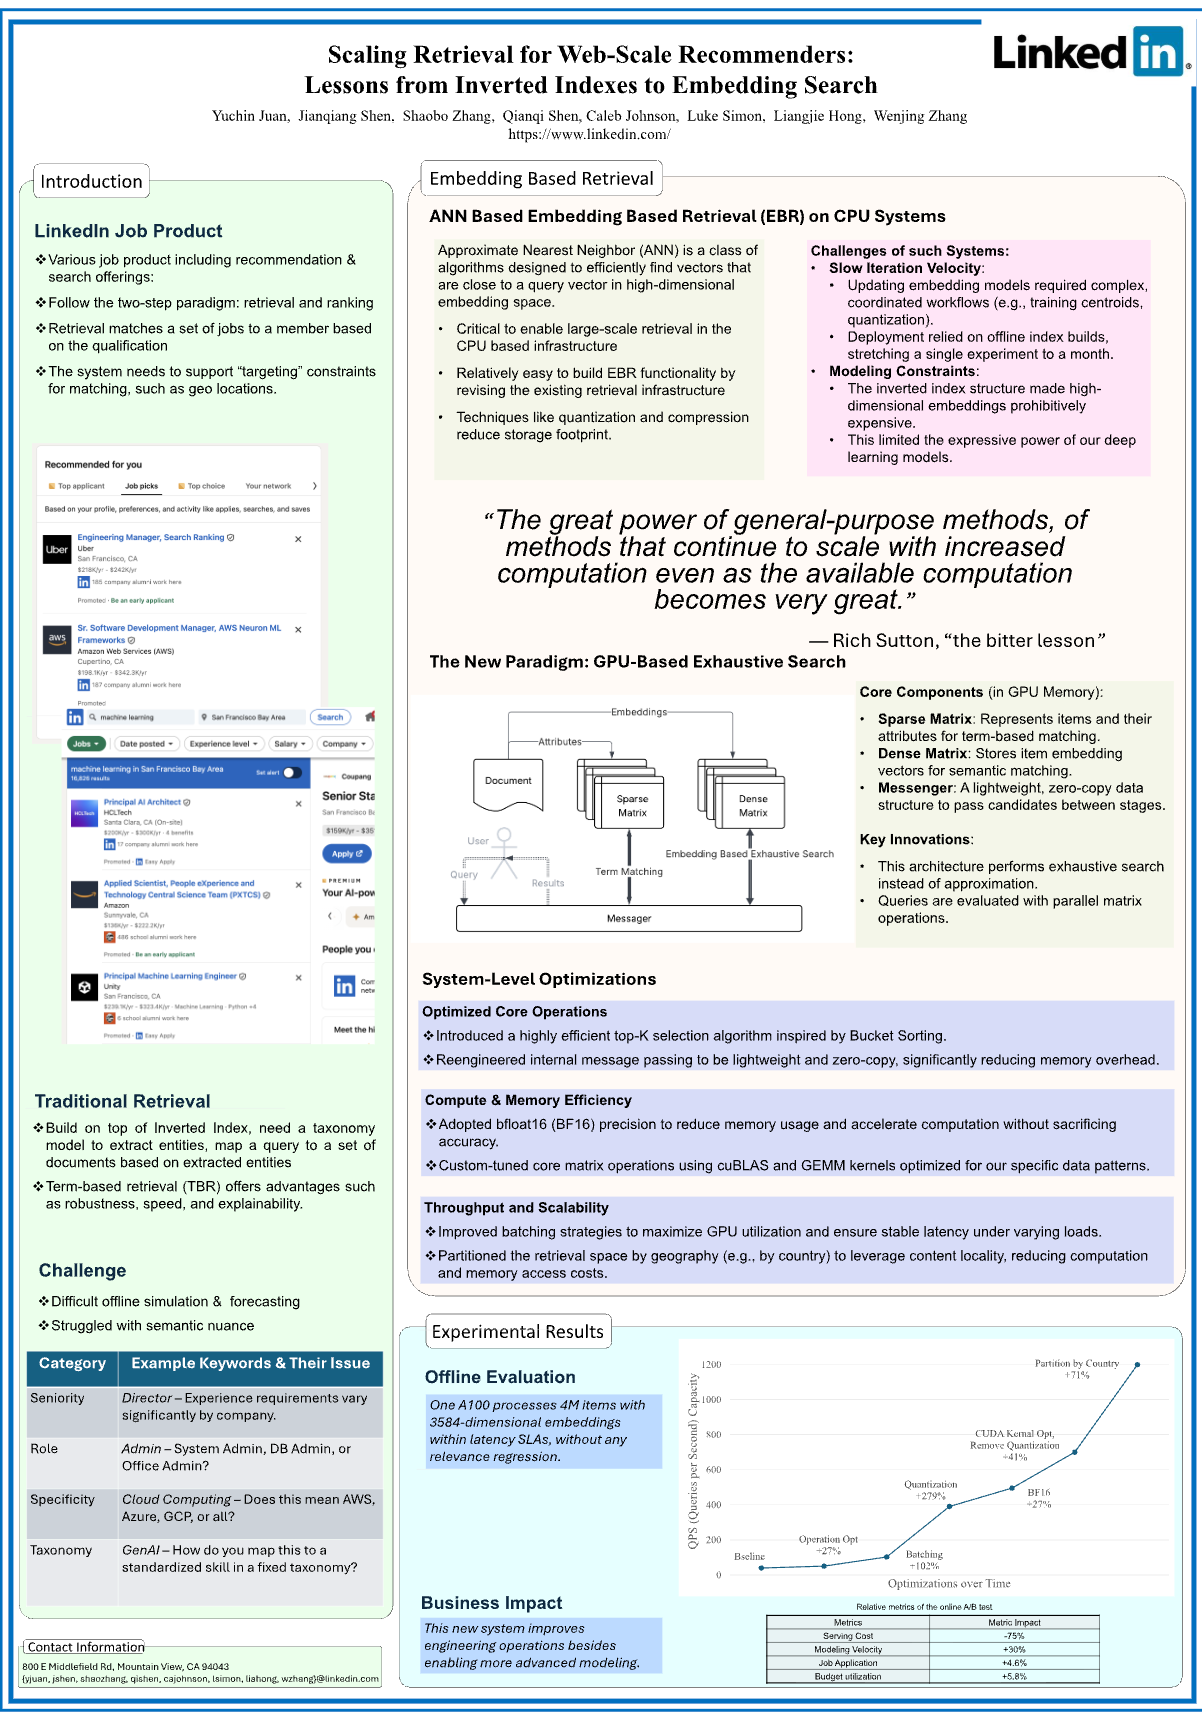 Linked in
Scaling Retrieval for Web-Scale Recommenders:
Lessons from Inverted Indexes to Embedding Search
Yuchin Juan, Jianqiang Shen, Shaobo Zhang, Qianqi Shen, Caleb Johnson, Luke Simon, Liangjie Hong, Wenjing Zhang
https://www.linkedin.com/
Introduction
LinkedIn Job Product
❖Various job product including recommendation &
search offerings:
❖Follow the two-step paradigm: retrieval and ranking
❖Retrieval matches a set of jobs to a member based
on the qualification
❖The system needs to support “targeting” constraints
for matching, such as geo locations.
Recommended for you
Top applicant
Job picks
Top choice
Your network
Based on your profile, preferences, and activity like applies, searches, and saves
Uber
Engineering Manager, Search Ranking
Uber
San Francisco, CA
$218K/yr - $242K/yr
185 company alumni work here
Promoted · Be an early applicant
aws
Sr. Software Development Manager, AWS Neuron ML
Frameworks
Amazon Web Services (AWS)
Cupertino, CA
$198.1K/yr - $342.3K/yr
187 company alumni work here
Promoted
in
machine learning
San Francisco Bay Area
Search
Jobs
Date posted
Experience level
Salary
Company
machine learning in San Francisco Bay Area
16,826 results
Set alert
HCLTech
Principal AI Architect
HCLTech
Santa Clara, CA (On-site)
$200K/yr - $300K/yr · 4 benefits
17 company alumni work here
Promoted · Easy Apply
Applied Scientist, People eXperience and
Technology Central Science Team (PXTCS)
Amazon
Sunnyvale, CA
$136K/yr - $222.2K/yr
486 school alumni work here
Promoted · Be an early applicant
Principal Machine Learning Engineer
Unity
San Francisco, CA
$239.1K/yr - $323.4K/yr · Machine Learning · Python +4
6 school alumni work here
Promoted · Easy Apply
Coupang
Senior Sta
San Francisco Ba
$159K/yr - $35
Apply
PREMIUM
Your AI-pow
Am
People you
Com
netw
Meet the hi
Traditional Retrieval
❖Build on top of Inverted Index, need a taxonomy
model to extract entities, map a query to a set of
documents based on extracted entities
❖Term-based retrieval (TBR) offers advantages such
as robustness, speed, and explainability.
Challenge
❖Difficult offline simulation & forecasting
❖Struggled with semantic nuance
Category Example Keywords & Their Issue
Seniority Director – Experience requirements vary
significantly by company.
Role Admin – System Admin, DB Admin, or
Office Admin?
Specificity Cloud Computing – Does this mean AWS,
Azure, GCP, or all?
Taxonomy GenAI – How do you map this to a
standardized skill in a fixed taxonomy?
Contact Information
800 E Middlefield Rd, Mountain View, CA 94043
{yjuan, jshen, shaozhang, qishen, cajohnson, lsimon, liahong, wzhang}@linkedin.com
Embedding Based Retrieval
ANN Based Embedding Based Retrieval (EBR) on CPU Systems
Approximate Nearest Neighbor (ANN) is a class of
algorithms designed to efficiently find vectors that
are close to a query vector in high-dimensional
embedding space.
• Critical to enable large-scale retrieval in the
CPU based infrastructure
• Relatively easy to build EBR functionality by
revising the existing retrieval infrastructure
• Techniques like quantization and compression
reduce storage footprint.
Challenges of such Systems:
• Slow Iteration Velocity:
• Updating embedding models required complex,
coordinated workflows (e.g., training centroids,
quantization).
• Deployment relied on offline index builds,
stretching a single experiment to a month.
• Modeling Constraints:
• The inverted index structure made high-
dimensional embeddings prohibitively
expensive.
• This limited the expressive power of our deep
learning models.
“The great power of general-purpose methods, of
methods that continue to scale with increased
computation even as the available computation
becomes very great.”
— Rich Sutton, “the bitter lesson”
The New Paradigm: GPU-Based Exhaustive Search
Embeddings
Attributes
Document
Sparse
Matrix
Dense
Matrix
User
Query
Results
Term Matching
Embedding Based Exhaustive Search
Messager
Core Components (in GPU Memory):
• Sparse Matrix: Represents items and their
attributes for term-based matching.
• Dense Matrix: Stores item embedding
vectors for semantic matching.
• Messenger: A lightweight, zero-copy data
structure to pass candidates between stages.
Key Innovations:
• This architecture performs exhaustive search
instead of approximation.
• Queries are evaluated with parallel matrix
operations.
System-Level Optimizations
Optimized Core Operations
❖Introduced a highly efficient top-K selection algorithm inspired by Bucket Sorting.
❖Reengineered internal message passing to be lightweight and zero-copy, significantly reducing memory overhead.
Compute & Memory Efficiency
❖Adopted bfloat16 (BF16) precision to reduce memory usage and accelerate computation without sacrificing
accuracy.
❖Custom-tuned core matrix operations using cuBLAS and GEMM kernels optimized for our specific data patterns.
Throughput and Scalability
❖Improved batching strategies to maximize GPU utilization and ensure stable latency under varying loads.
❖Partitioned the retrieval space by geography (e.g., by country) to leverage content locality, reducing computation
and memory access costs.
Experimental Results
Offline Evaluation
One A100 processes 4M items with
3584-dimensional embeddings
within latency SLAs, without any
relevance regression.
Business Impact
This new system improves
engineering operations besides
enabling more advanced modeling.
QPS (Queries per Second) Capacity
1200
1000
800
600
400
200
0
Bseline
Operation Opt
+27%
Batching
+102%
Quantization
+279%
BF16
+27%
CUDA Kernal Opt,
Remove Quantization
+41%
Partition by Country
+71%
Optimizations over Time
Relative metrics of the online A/B test
Metrics Metric Impact
Serving Cost -75%
Modeling Velocity +30%
Job Application +4.6%
Budget utilization +5.8%